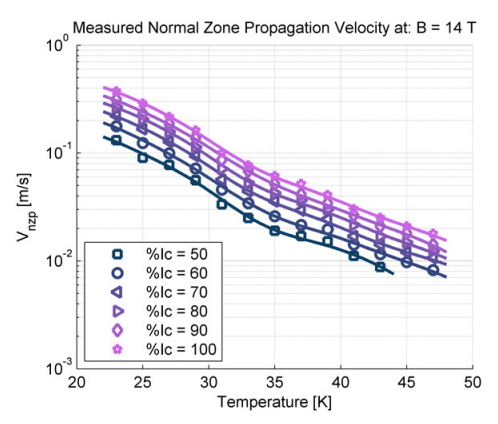 Measured Normal Zone Propagation Velocity at: B = 14 T
10^0
10^-1
10^-2
10^-3
V_nzp [m/s]
%Ic = 50
%Ic = 60
%Ic = 70
%Ic = 80
%Ic = 90
%Ic = 100
20 25 30 35 40 45 50
Temperature [K]